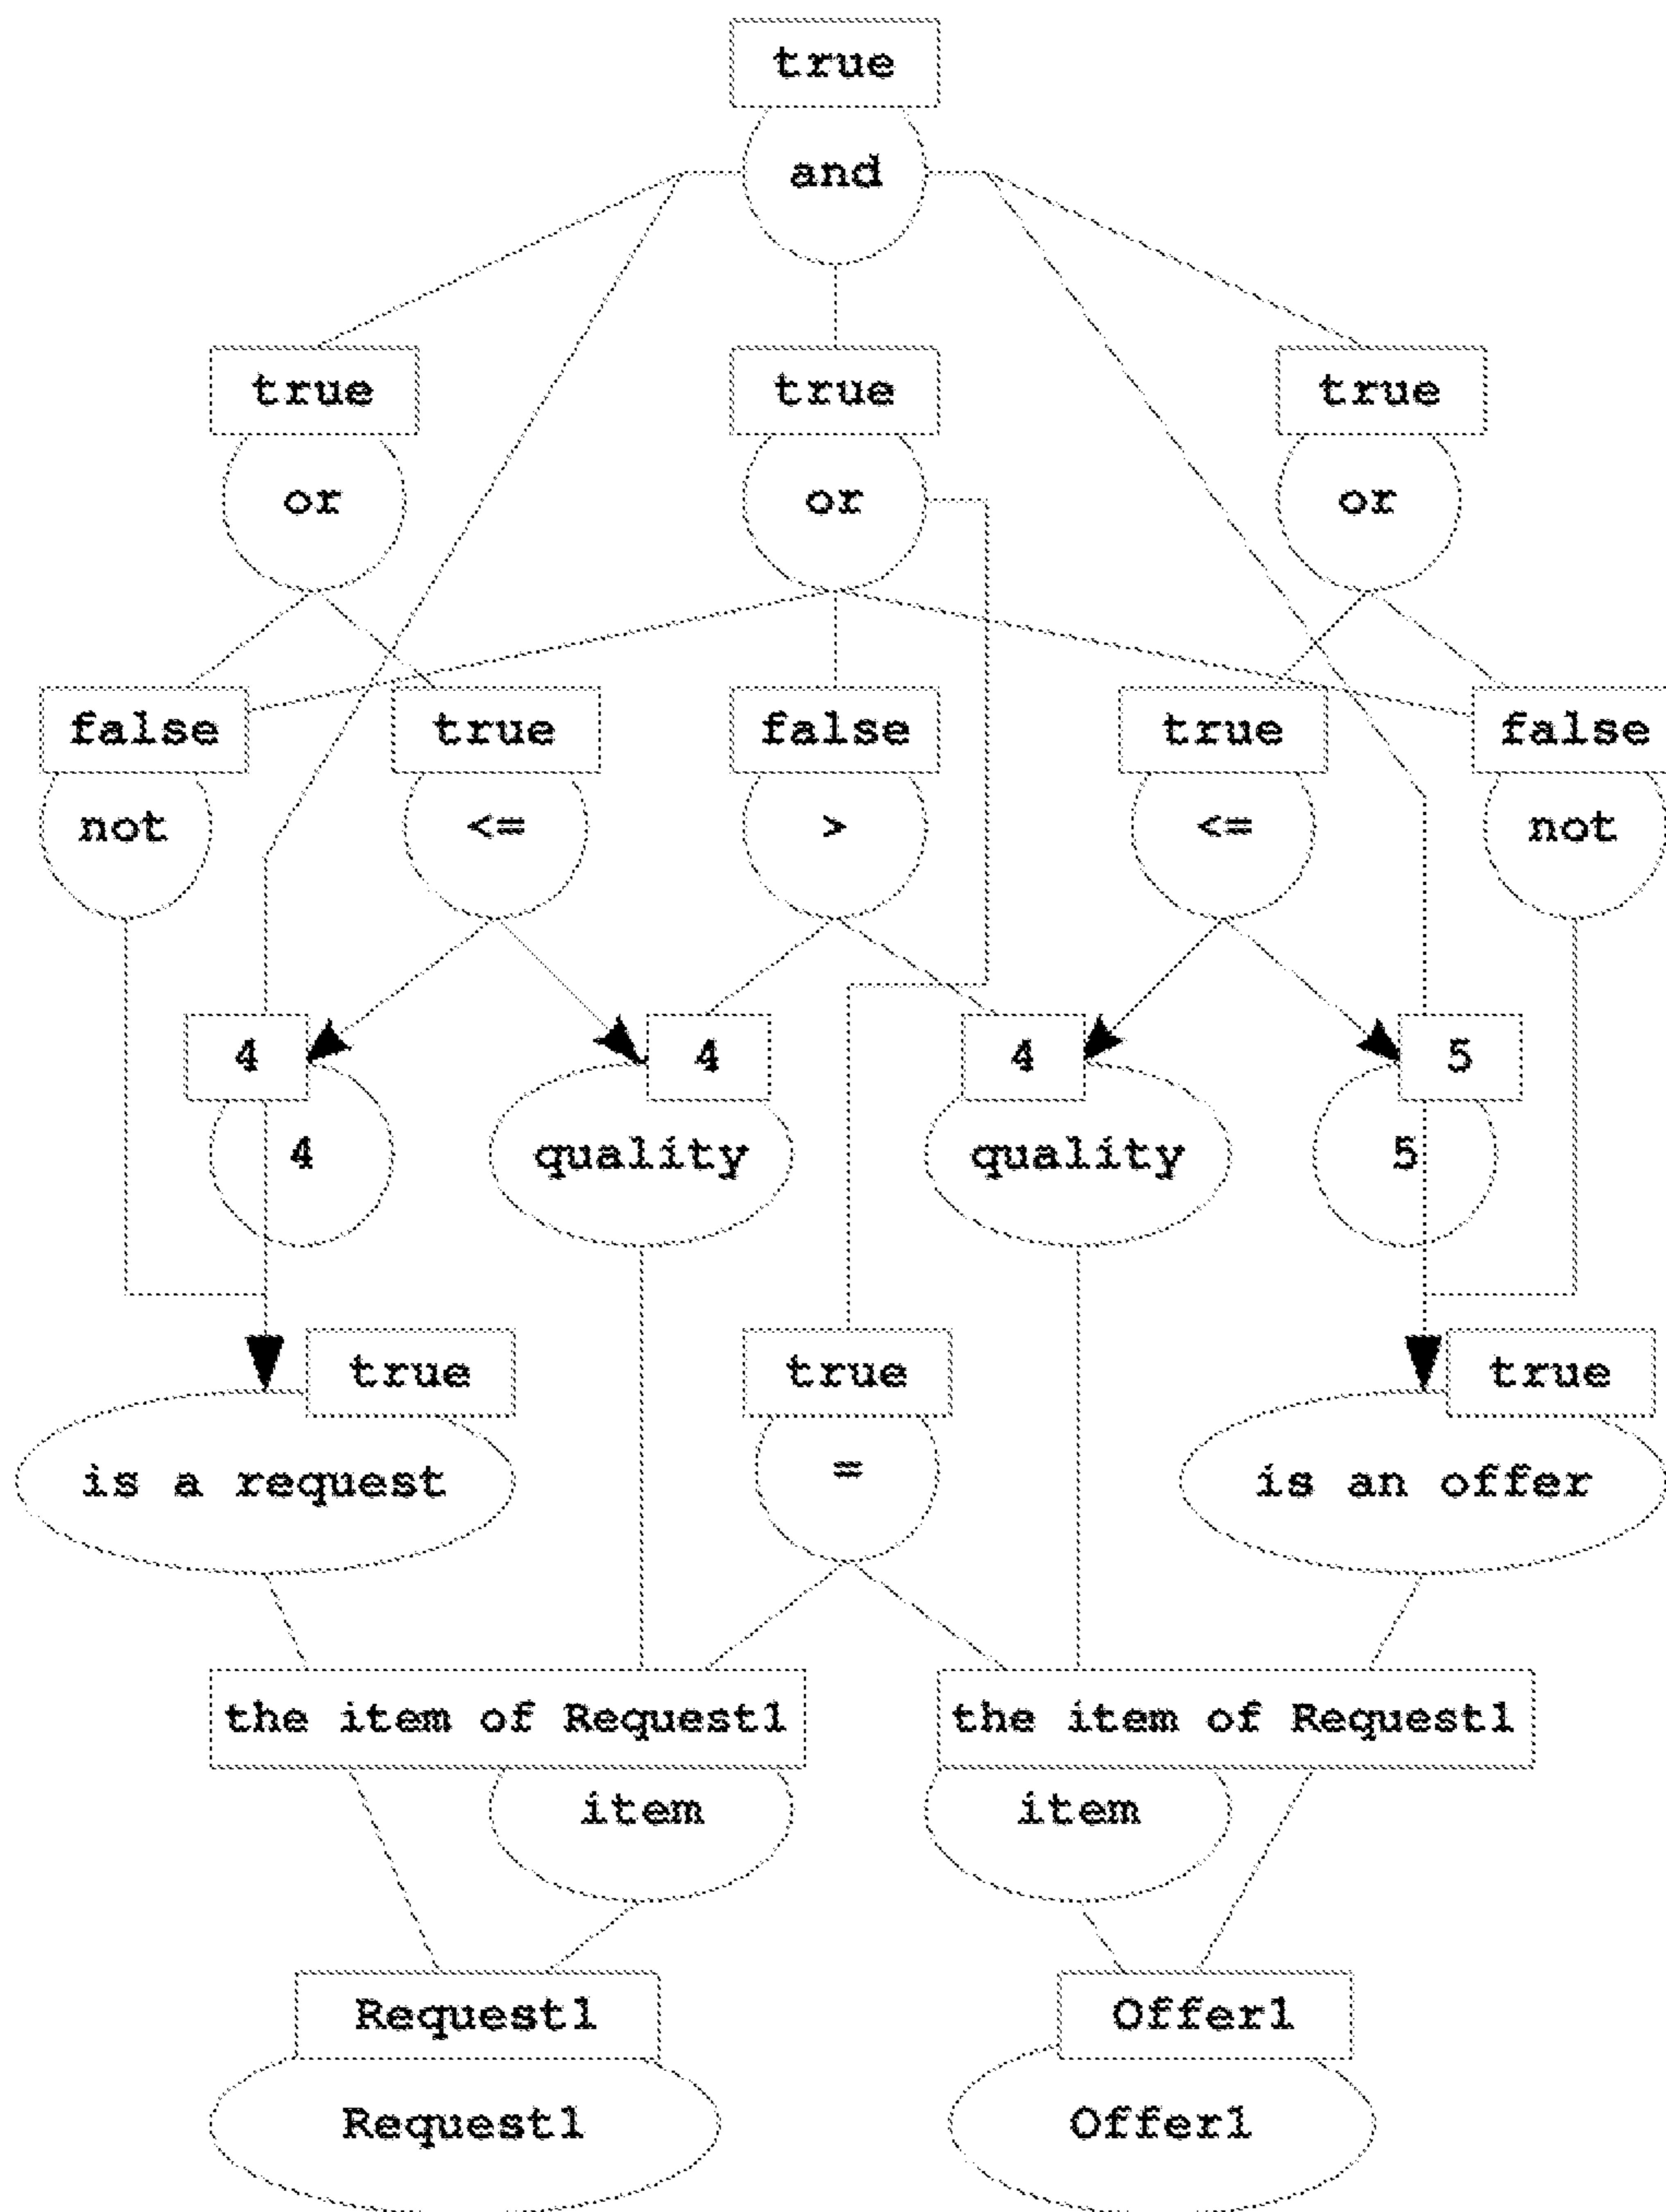 true
and
true true true
or or or
false true false true false
not <= > <= not
4 4 4 5
4 quality quality 5
true true true
is a request = is an offer
the item of Request1 the item of Request1
item item
Request1 Offer1
Request1 Offer1